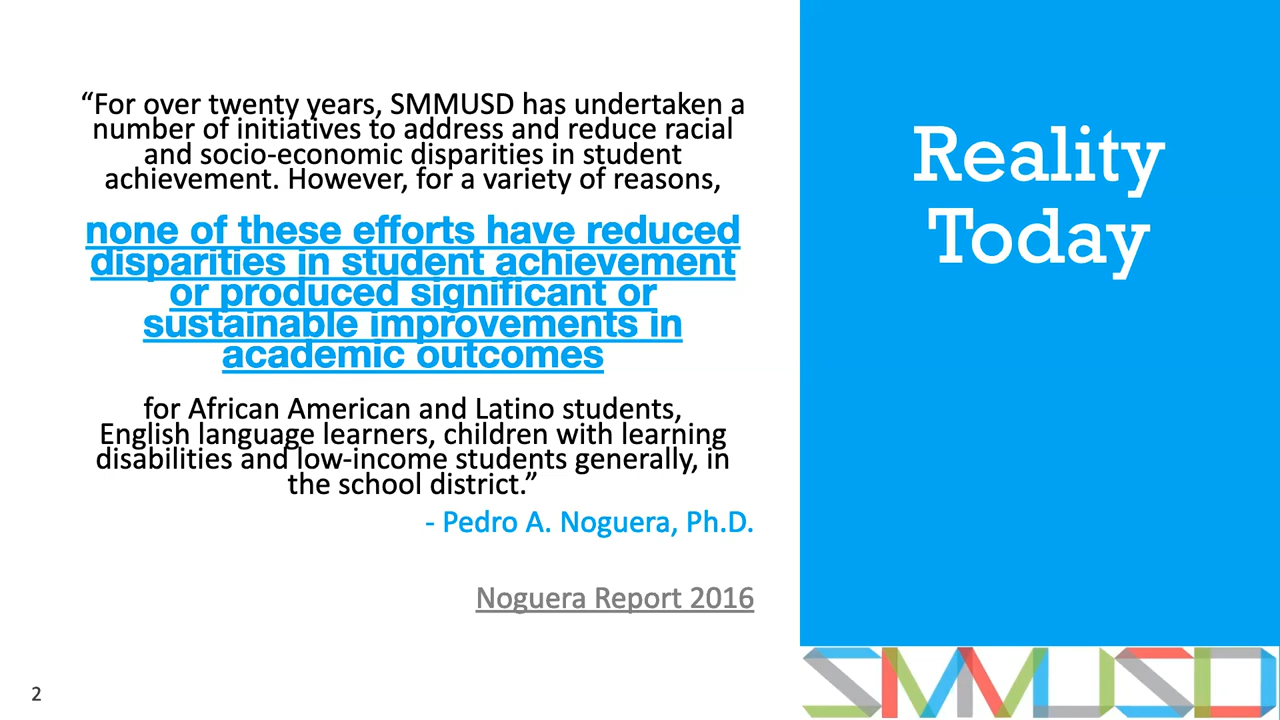 “For over twenty years, SMMUSD has undertaken a
number of initiatives to address and reduce racial
and socio-economic disparities in student
achievement. However, for a variety of reasons,
none of these efforts have reduced
disparities in student achievement
or produced significant or
sustainable improvements in
academic outcomes
for African American and Latino students,
English language learners, children with learning
disabilities and low-income students generally, in
the school district.”
- Pedro A. Noguera, Ph.D.
Noguera Report 2016
2
Reality
Today
SMMUSD